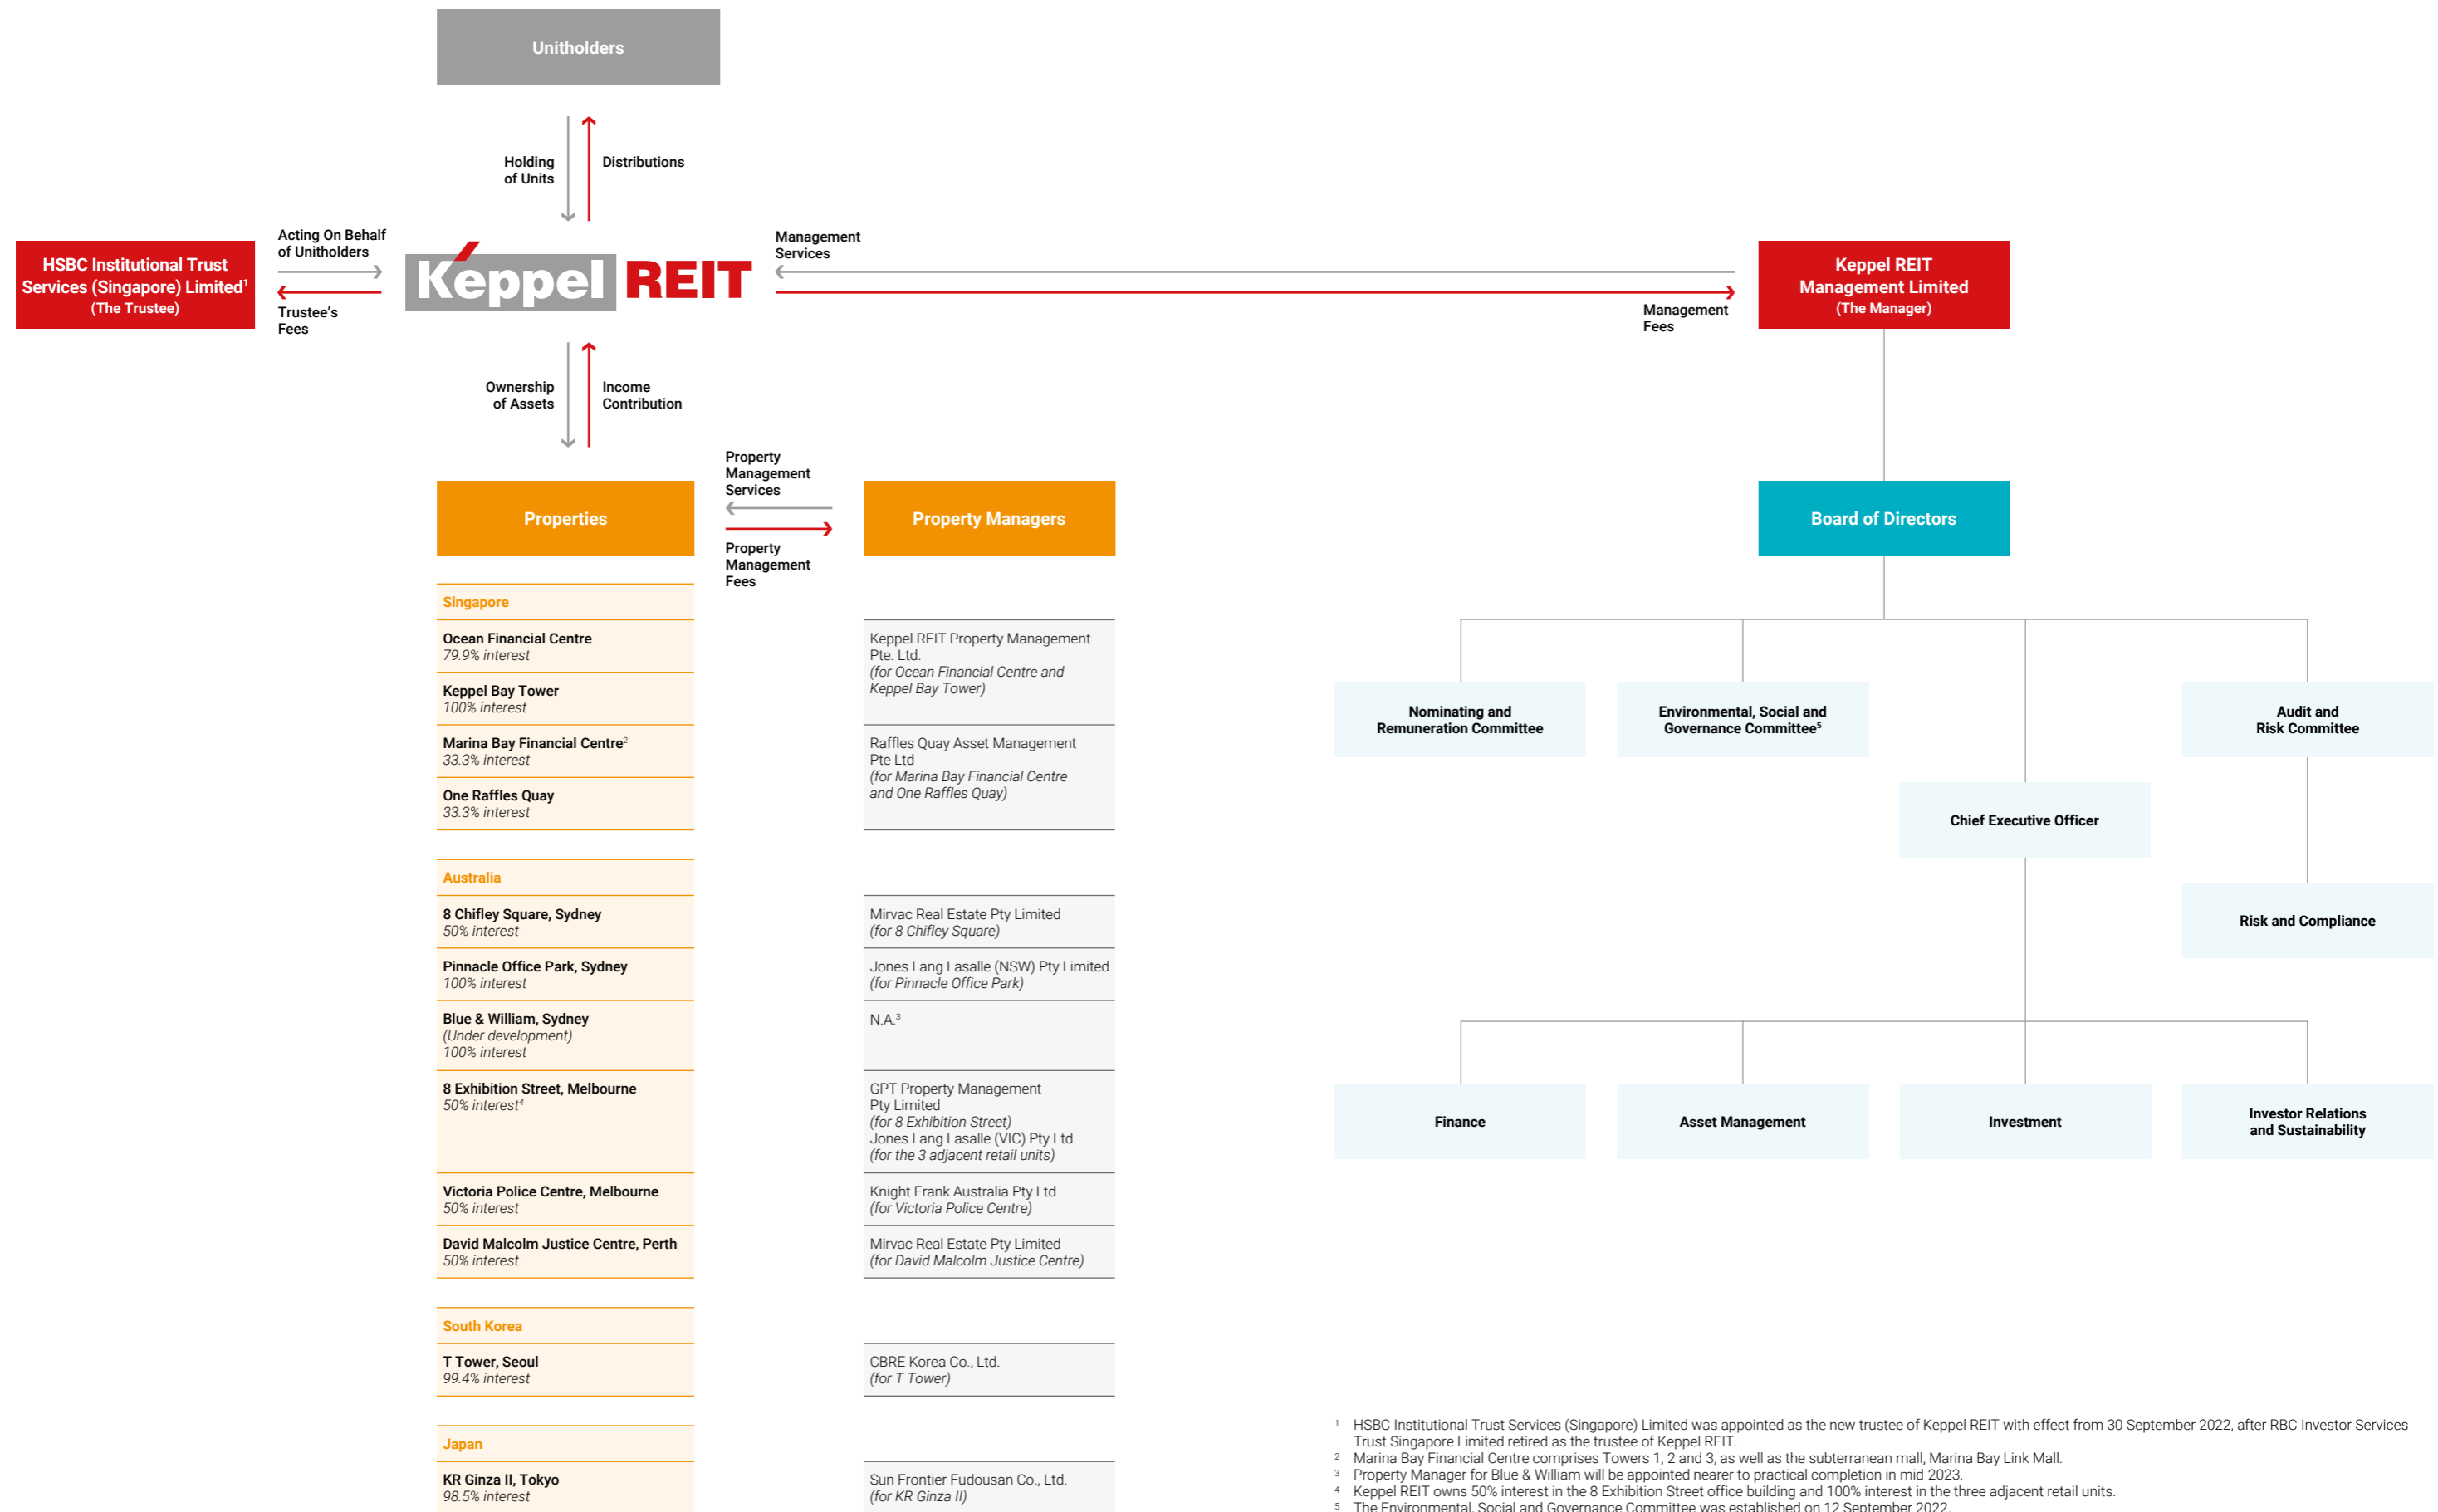 Unitholders
Holding
of Units
Distributions
HSBC Institutional Trust
Services (Singapore) Limited¹
(The Trustee)
Acting On Behalf
of Unitholders
Trustee's
Fees
Keppel REIT
Management
Services
Management
Fees
Keppel REIT
Management Limited
(The Manager)
Ownership
of Assets
Income
Contribution
Properties
Property
Management
Services
Property
Management
Fees
Property Managers
Singapore
Ocean Financial Centre
79.9% interest
Keppel Bay Tower
100% interest
Keppel REIT Property Management
Pte. Ltd.
(for Ocean Financial Centre and
Keppel Bay Tower)
Marina Bay Financial Centre²
33.3% interest
One Raffles Quay
33.3% interest
Raffles Quay Asset Management
Pte Ltd
(for Marina Bay Financial Centre
and One Raffles Quay)
Australia
8 Chifley Square, Sydney
50% interest
Mirvac Real Estate Pty Limited
(for 8 Chifley Square)
Pinnacle Office Park, Sydney
100% interest
Jones Lang Lasalle (NSW) Pty Limited
(for Pinnacle Office Park)
Blue & William, Sydney
(Under development)
100% interest
N.A.³
8 Exhibition Street, Melbourne
50% interest⁴
GPT Property Management
Pty Limited
(for 8 Exhibition Street)
Jones Lang Lasalle (VIC) Pty Ltd
(for the 3 adjacent retail units)
Victoria Police Centre, Melbourne
50% interest
Knight Frank Australia Pty Ltd
(for Victoria Police Centre)
David Malcolm Justice Centre, Perth
50% interest
Mirvac Real Estate Pty Limited
(for David Malcolm Justice Centre)
South Korea
T Tower, Seoul
99.4% interest
CBRE Korea Co., Ltd.
(for T Tower)
Japan
KR Ginza II, Tokyo
98.5% interest
Sun Frontier Fudousan Co., Ltd.
(for KR Ginza II)
Board of Directors
Nominating and
Remuneration Committee
Environmental, Social and
Governance Committee⁵
Audit and
Risk Committee
Chief Executive Officer
Risk and Compliance
Finance
Asset Management
Investment
Investor Relations
and Sustainability
¹ HSBC Institutional Trust Services (Singapore) Limited was appointed as the new trustee of Keppel REIT with effect from 30 September 2022, after RBC Investor Services
Trust Singapore Limited retired as the trustee of Keppel REIT.
² Marina Bay Financial Centre comprises Towers 1, 2 and 3, as well as the subterranean mall, Marina Bay Link Mall.
³ Property Manager for Blue & William will be appointed nearer to practical completion in mid-2023.
⁴ Keppel REIT owns 50% interest in the 8 Exhibition Street office building and 100% interest in the three adjacent retail units.
⁵ The Environmental, Social and Governance Committee was established on 12 September 2022.